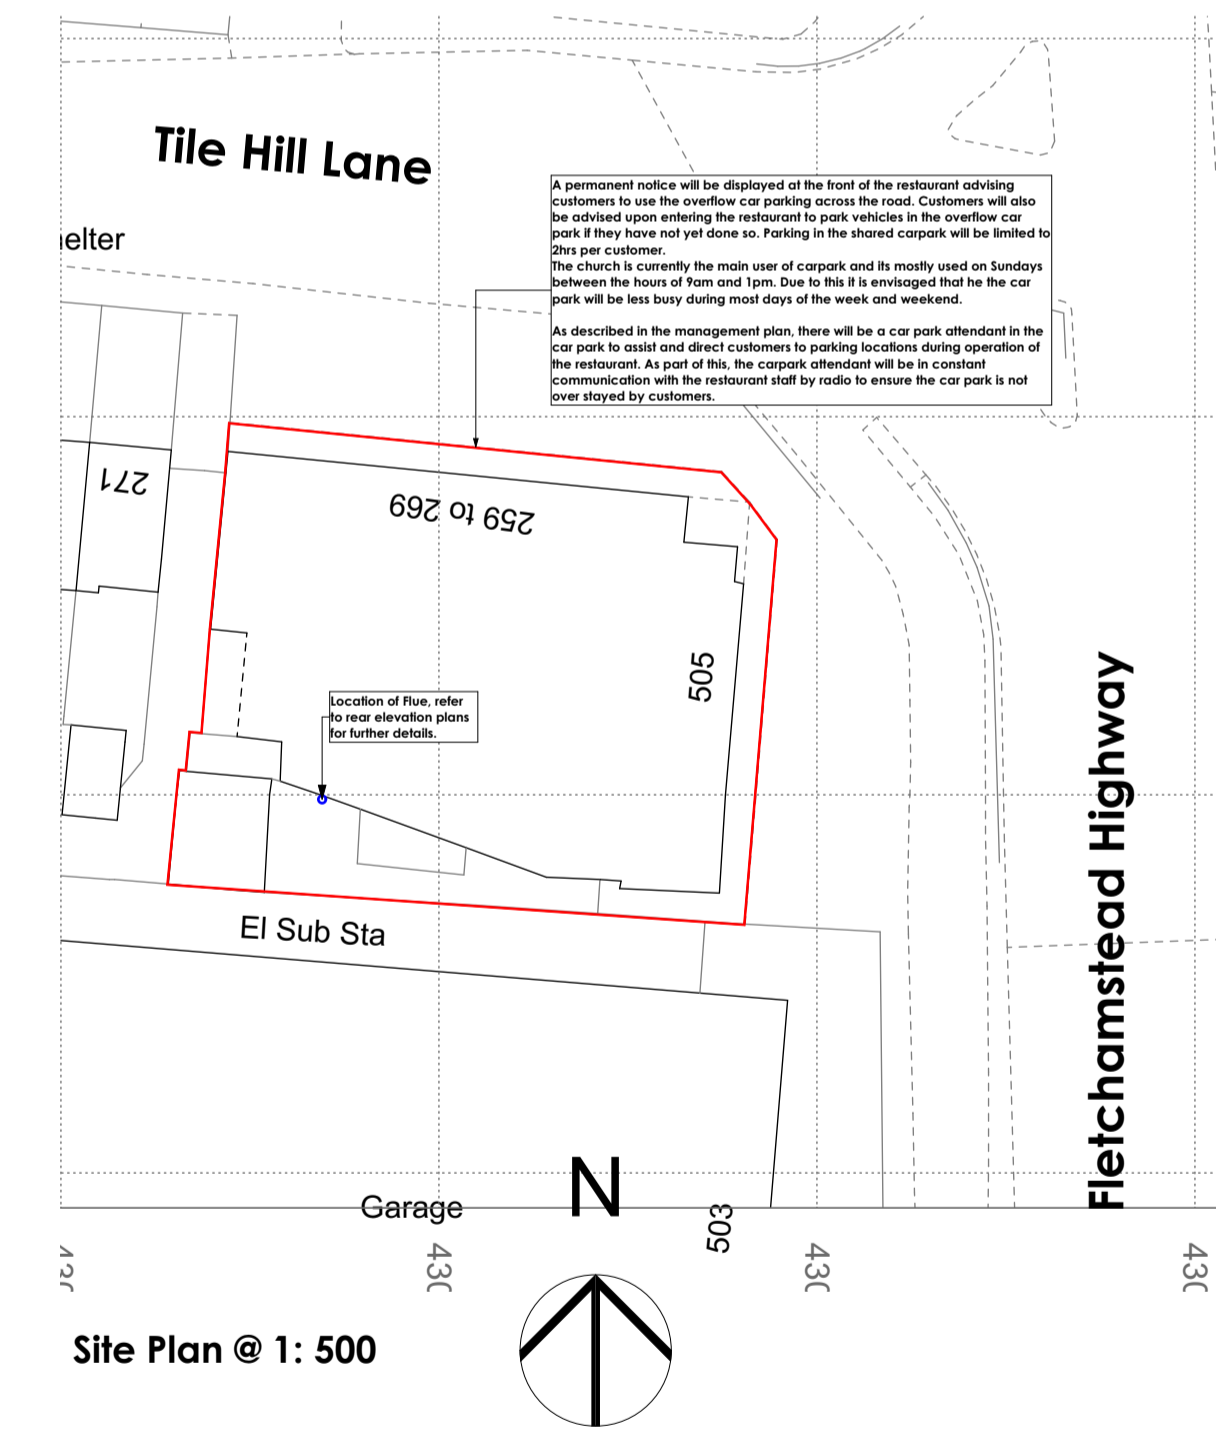 Tile Hill Lane
elter
A permanent notice will be displayed at the front of the restaurant advising
customers to use the overflow car parking across the road. Customers will also
be advised upon entering the restaurant to park vehicles in the overflow car
park if they have not yet done so. Parking in the shared carpark will be limited to
2hrs per customer.
The church is currently the main user of carpark and its mostly used on Sundays
between the hours of 9am and 1pm. Due to this it is envisaged that he the car
park will be less busy during most days of the week and weekend.
As described in the management plan, there will be a car park attendant in the
car park to assist and direct customers to parking locations during operation of
the restaurant. As part of this, the carpark attendant will be in constant
communication with the restaurant staff by radio to ensure the car park is not
over stayed by customers.
271
259 to 269
505
Location of Flue, refer
to rear elevation plans
for further details.
Fletchamstead Highway
El Sub Sta
Garage
N
503
430
430
430
Site Plan @ 1: 500